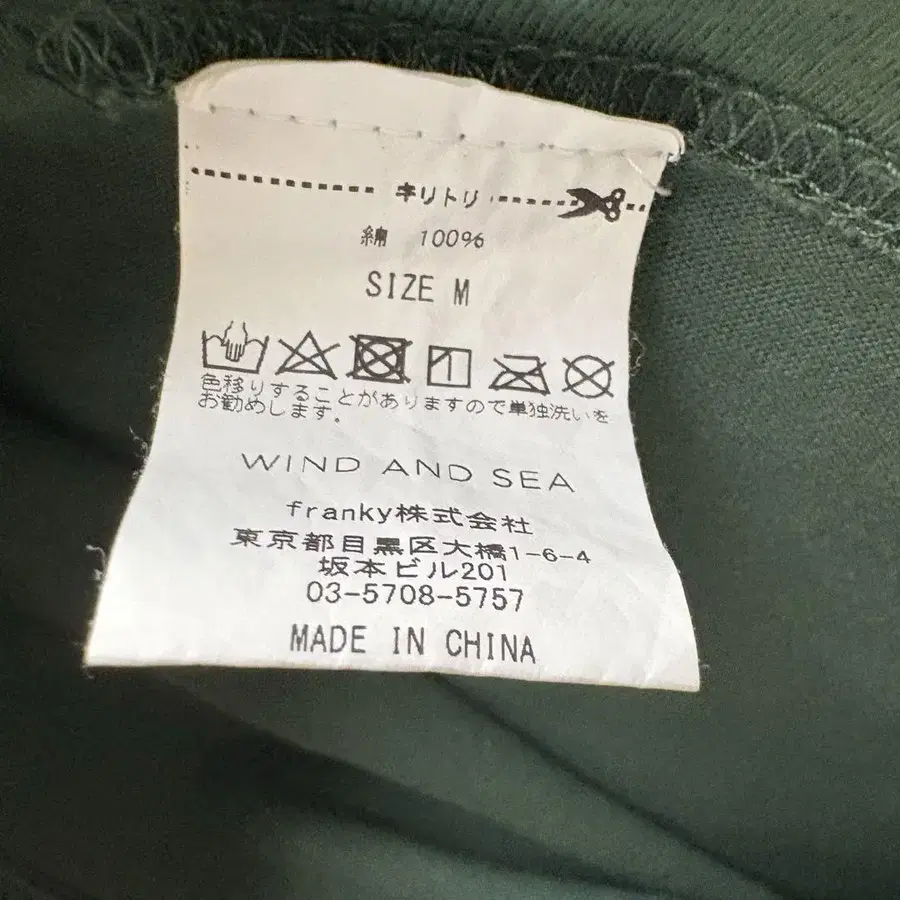 キリトリ
綿 100%
SIZE M
色移りすることがありますので単独洗いを
お勧めします。
WIND AND SEA
franky株式会社
東京都目黒区大橋1-6-4
坂本ビル201
03-5708-5757
MADE IN CHINA